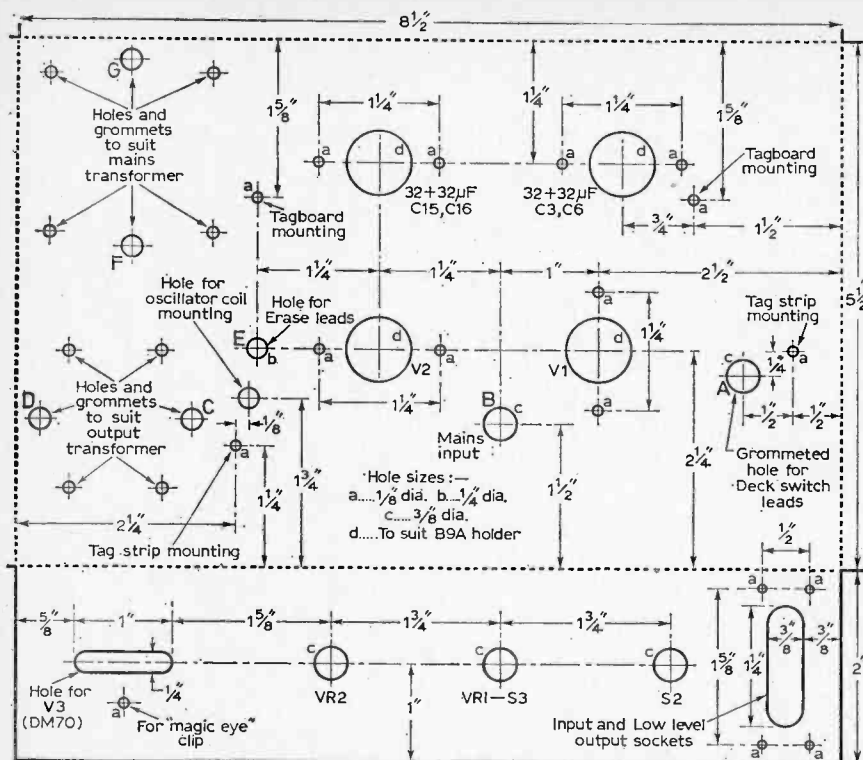 8½"
G
Holes and
grommets
to suit
mains
transformer
F
1⅝"
a
Tagboard
mounting
1¼"
a
d
a
32+32µF
C15,C16
1¼"
1¼"
a
d
a
32+32µF
C3,C6
1⅝"
Tagboard
mounting
a
¾"
1½"
5½"
1¼"
1¼"
1"
2½"
Hole for
oscillator coil
mounting
Hole for
Erase leads
E
b
a
d
a
V2
1¼"
a
d
V1
a
1¼"
Tag strip
mounting
a
c
A
¼"
½"
½"
Grommeted
hole for
Deck switch
leads
D
Holes and
grommets
to suit
output
transformer
C
⅛"
a
2¼"
Tag strip mounting
1¼"
1¾"
B
c
Mains
input
1½"
2¼"
Hole sizes :—
a....⅛" dia. b....¼" dia.
c.....⅜" dia.
d.....To suit B9A holder
⅝"
1"
1⅝"
1¾"
1¾"
½"
a
a
Hole for
V3
(DM70)
¼"
a
For "magic eye"
clip
c
VR2
c
VR1—S3
c
S2
1"
1⅝"
1¼"
⅜"
⅜"
2"
Input and Low level
output sockets
a
a